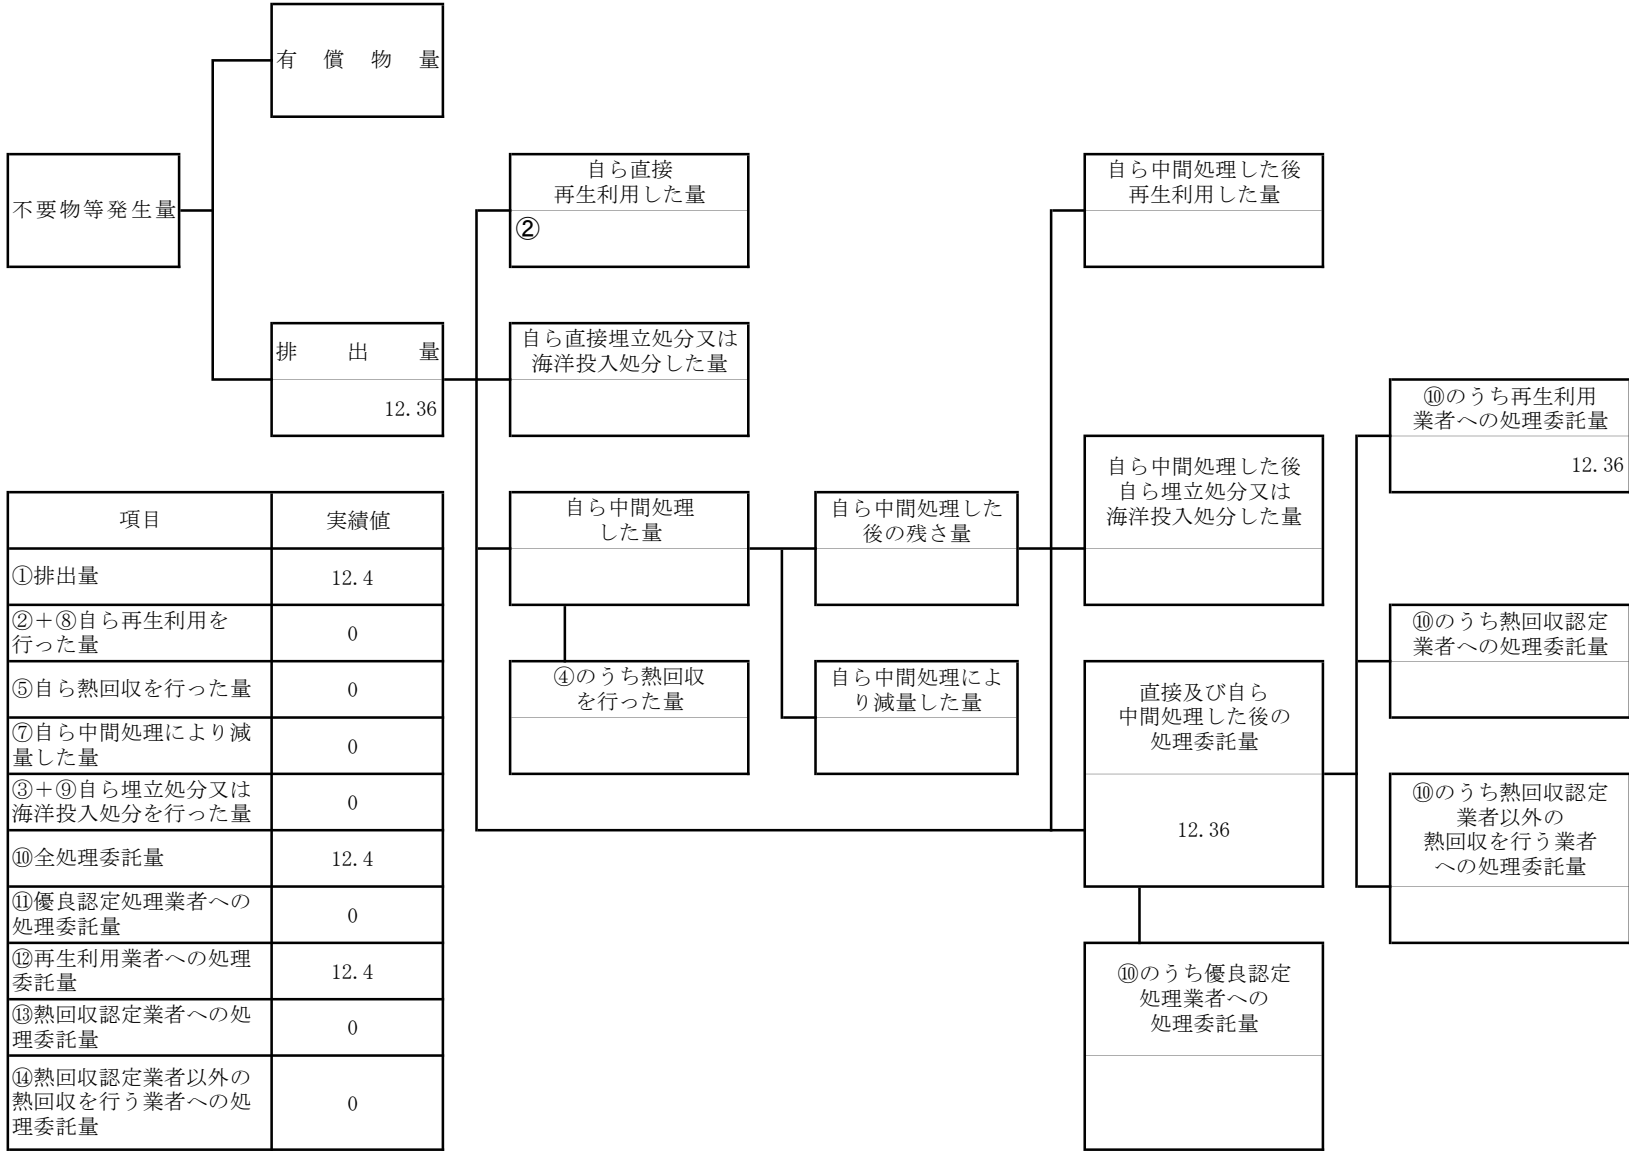 有償物量
不要物等発生量
排出量
12.36
自ら直接
再生利用した量
②
自ら直接埋立処分又は
海洋投入処分した量
自ら中間処理
した量
④のうち熱回収
を行った量
自ら中間処理した
後の残さ量
自ら中間処理によ
り減量した量
自ら中間処理した後
再生利用した量
自ら中間処理した後
自ら埋立処分又は
海洋投入処分した量
直接及び自ら
中間処理した後の
処理委託量
12.36
⑩のうち優良認定
処理業者への
処理委託量
⑩のうち再生利用
業者への処理委託量
12.36
⑩のうち熱回収認定
業者への処理委託量
⑩のうち熱回収認定
業者以外の
熱回収を行う業者
への処理委託量
項目 実績値
①排出量 12.4
②＋⑧自ら再生利用を
行った量 0
⑤自ら熱回収を行った量 0
⑦自ら中間処理により減
量した量 0
③＋⑨自ら埋立処分又は
海洋投入処分を行った量 0
⑩全処理委託量 12.4
⑪優良認定処理業者への
処理委託量 0
⑫再生利用業者への処理
委託量 12.4
⑬熱回収認定業者への処
理委託量 0
⑭熱回収認定業者以外の
熱回収を行う業者への処 0
理委託量